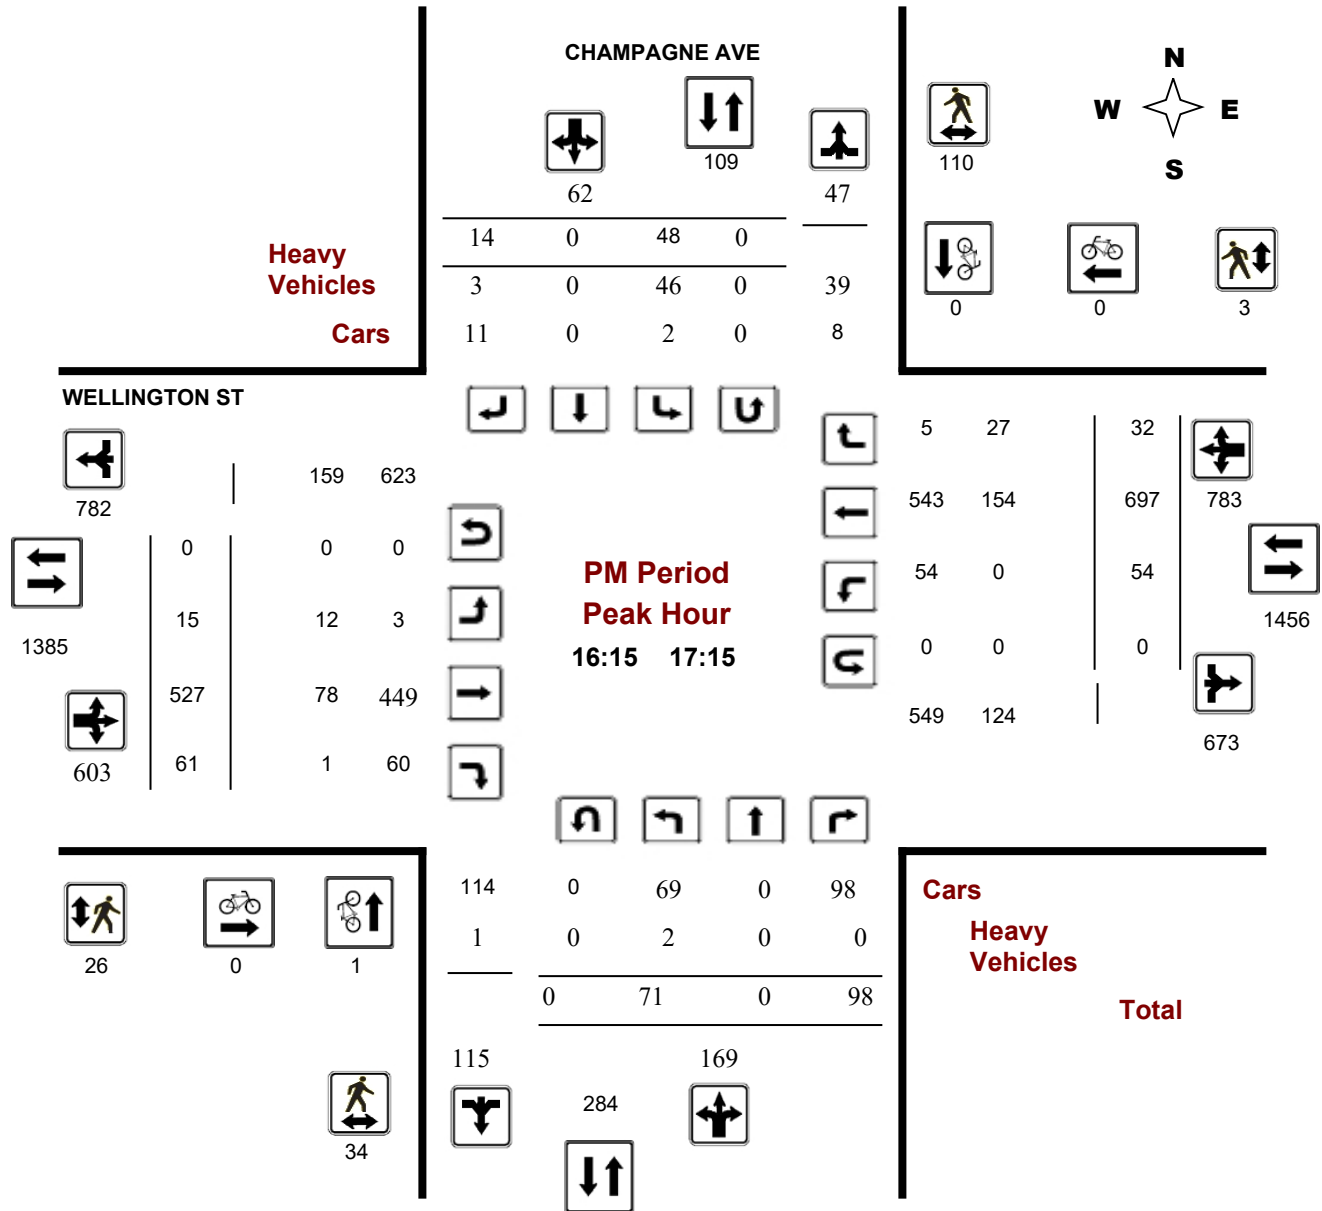 CHAMPAGNE AVE
N
W E
S
109
110
62
47
14 0 48 0
Heavy
Vehicles
3 0 46 0 39
Cars
11 0 2 0 8
0 0 3
WELLINGTON ST
5 27 32
159 623
782
543 154 697 783
0 0 0
PM Period
54 0 54
Peak Hour
15 12 3
1385
1456
16:15 17:15
0 0 0
527 78 449
549 124
673
603 61 1 60
114 0 69 0 98
Cars
1 0 2 0 0
Heavy
Vehicles
26 0 1
0 71 0 98
Total
115 169
284
34